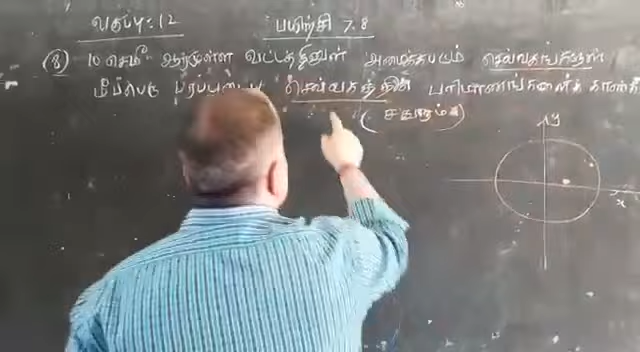 வகுப்பு : 12 பயிற்சி 7.8
(8) 10 செமீ ஆரமுள்ள வட்டத்தினுள் அமைக்கப்படும் செவ்வகங்களுள்
மீப்பெரு பரப்புடைய செவ்வகத்தின் பரிமாணங்களைக் காண்க
(சதுரம்)
y
x